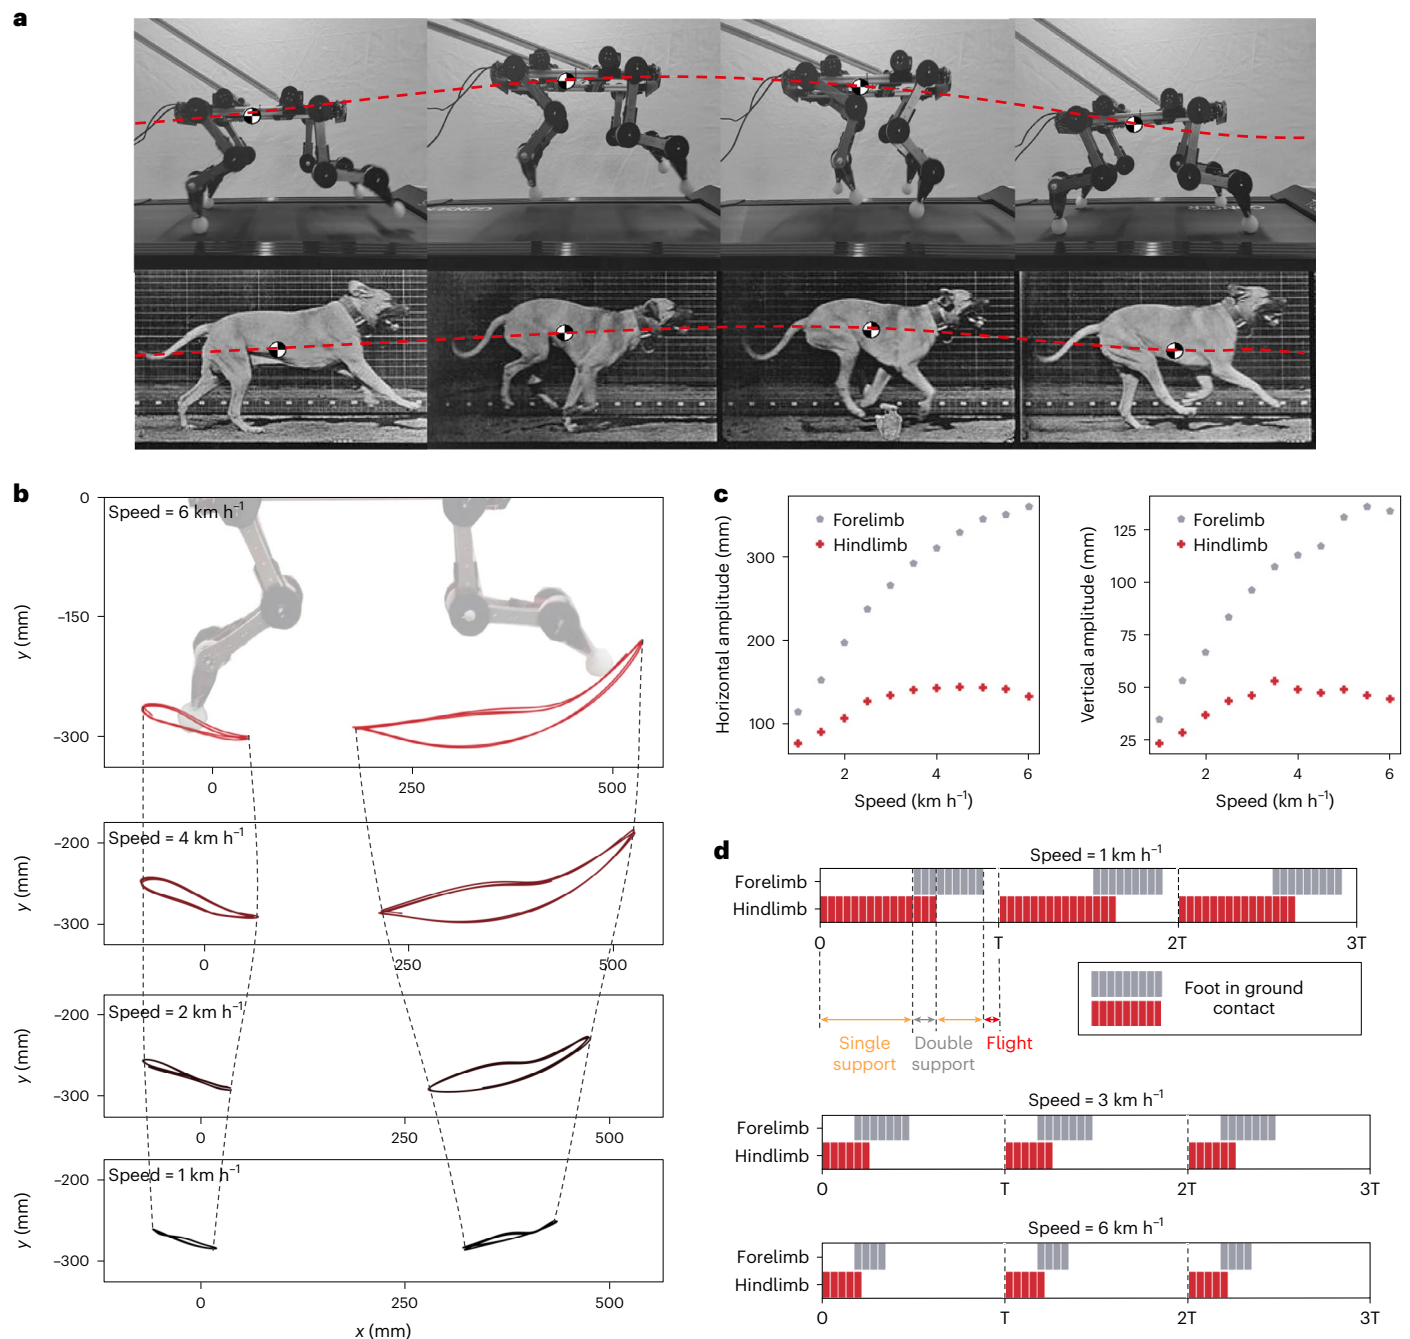 a
b
Speed = 6 km h⁻¹
0
–150
–300
y (mm)
0
250
500
Speed = 4 km h⁻¹
–200
–300
y (mm)
0
250
500
Speed = 2 km h⁻¹
–200
–300
y (mm)
0
250
500
Speed = 1 km h⁻¹
–200
–300
y (mm)
0
250
500
x (mm)
c
Forelimb
Hindlimb
Horizontal amplitude (mm)
300
200
100
2
4
6
Speed (km h⁻¹)
Forelimb
Hindlimb
Vertical amplitude (mm)
125
100
75
50
25
2
4
6
Speed (km h⁻¹)
d
Speed = 1 km h⁻¹
Forelimb
Hindlimb
0
T
2T
3T
Foot in ground
contact
Single
support
Double
support
Flight
Speed = 3 km h⁻¹
Forelimb
Hindlimb
0
T
2T
3T
Speed = 6 km h⁻¹
Forelimb
Hindlimb
0
T
2T
3T